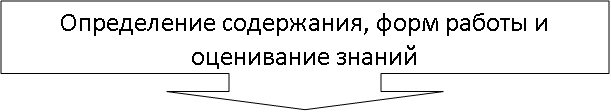 Определение содержания, форм работы и
оценивание знаний